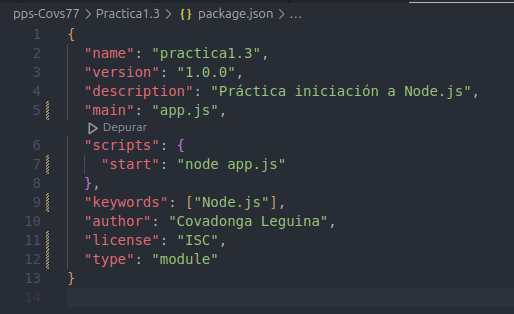 pps-Covs77 > Practica1.3 > {} package.json > ...
1 {
2 "name": "practica1.3",
3 "version": "1.0.0",
4 "description": "Práctica iniciación a Node.js",
5 "main": "app.js",
Depurar
6 "scripts": {
7 "start": "node app.js"
8 },
9 "keywords": ["Node.js"],
10 "author": "Covadonga Leguina",
11 "license": "ISC",
12 "type": "module"
13 }
14